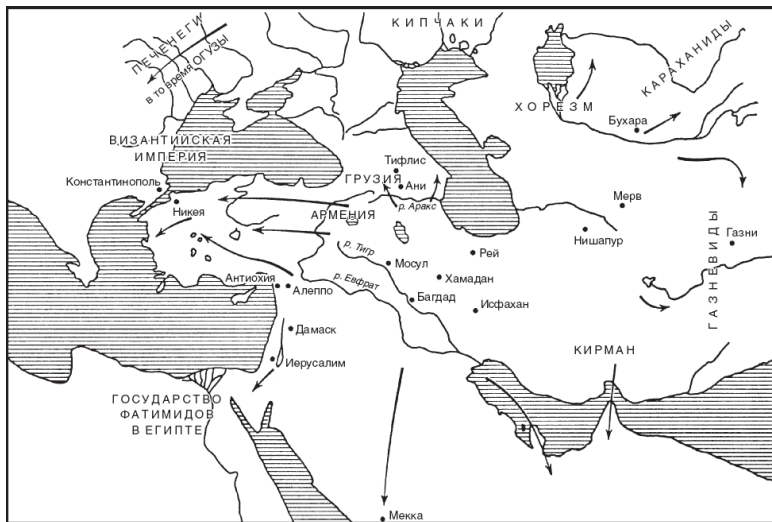 КИПЧАКИ
ПЕЧЕНЕГИ
в то время ОГУЗЫ
КАРАХАНИДЫ
ХОРЕЗМ
Бухара
ВИЗАНТИЙСКАЯ
ИМПЕРИЯ
Константинополь
Никея
Тифлис
ГРУЗИЯ
Ани
АРМЕНИЯ
р. Аракс
Мерв
Нишапур
Газни
ГАЗНЕВИДЫ
р. Тигр
Мосул
Рей
Хамадан
р. Евфрат
Багдад
Исфахан
Антиохия
Алеппо
Дамаск
Иерусалим
КИРМАН
ГОСУДАРСТВО
ФАТИМИДОВ
В ЕГИПТЕ
Мекка